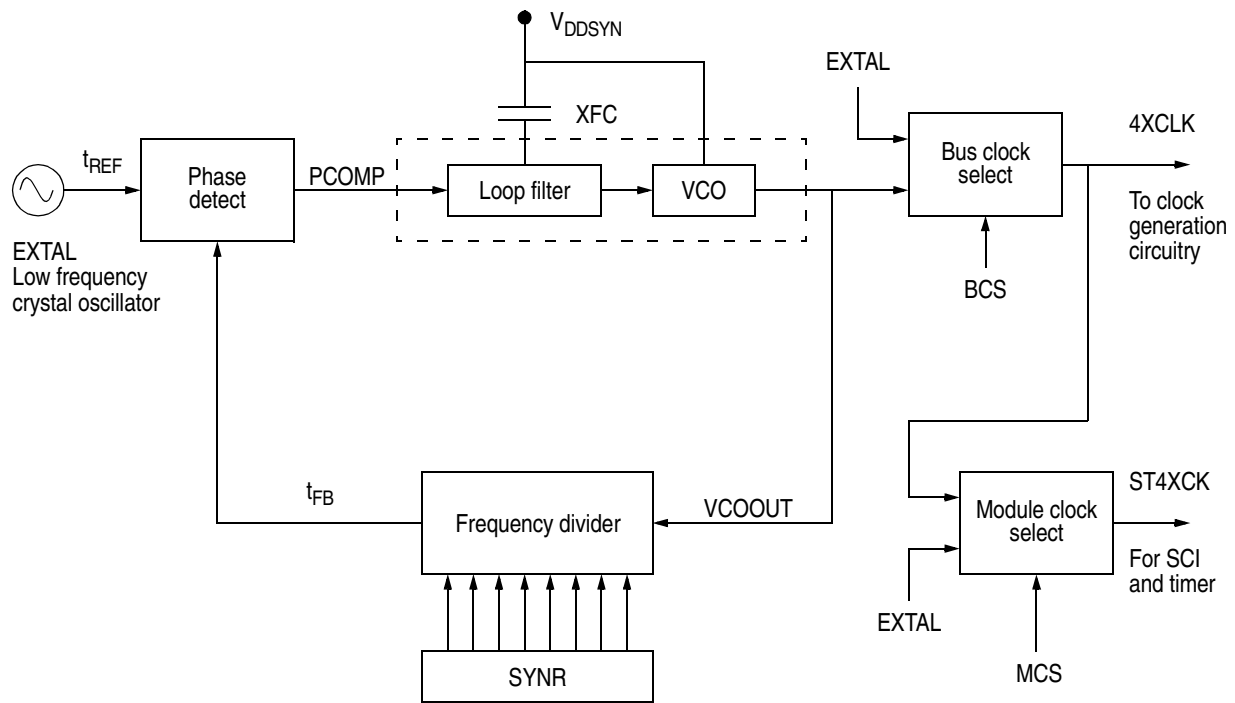 VDDSYN
EXTAL
XFC
4XCLK
tREF
Phase
detect
PCOMP
Loop filter
VCO
Bus clock
select
To clock
generation
circuitry
EXTAL
Low frequency
crystal oscillator
BCS
tFB
Frequency divider
VCOOUT
ST4XCK
Module clock
select
For SCI
and timer
EXTAL
SYNR
MCS